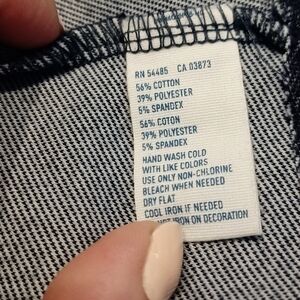 RN 54485 CA 03873
56% COTTON
39% POLYESTER
5% SPANDEX
56% COTON
39% POLYESTER
5% SPANDEX
HAND WASH COLD
WITH LIKE COLORS
USE ONLY NON-CHLORINE
BLEACH WHEN NEEDED
DRY FLAT
COOL IRON IF NEEDED
IRON ON DECORATION